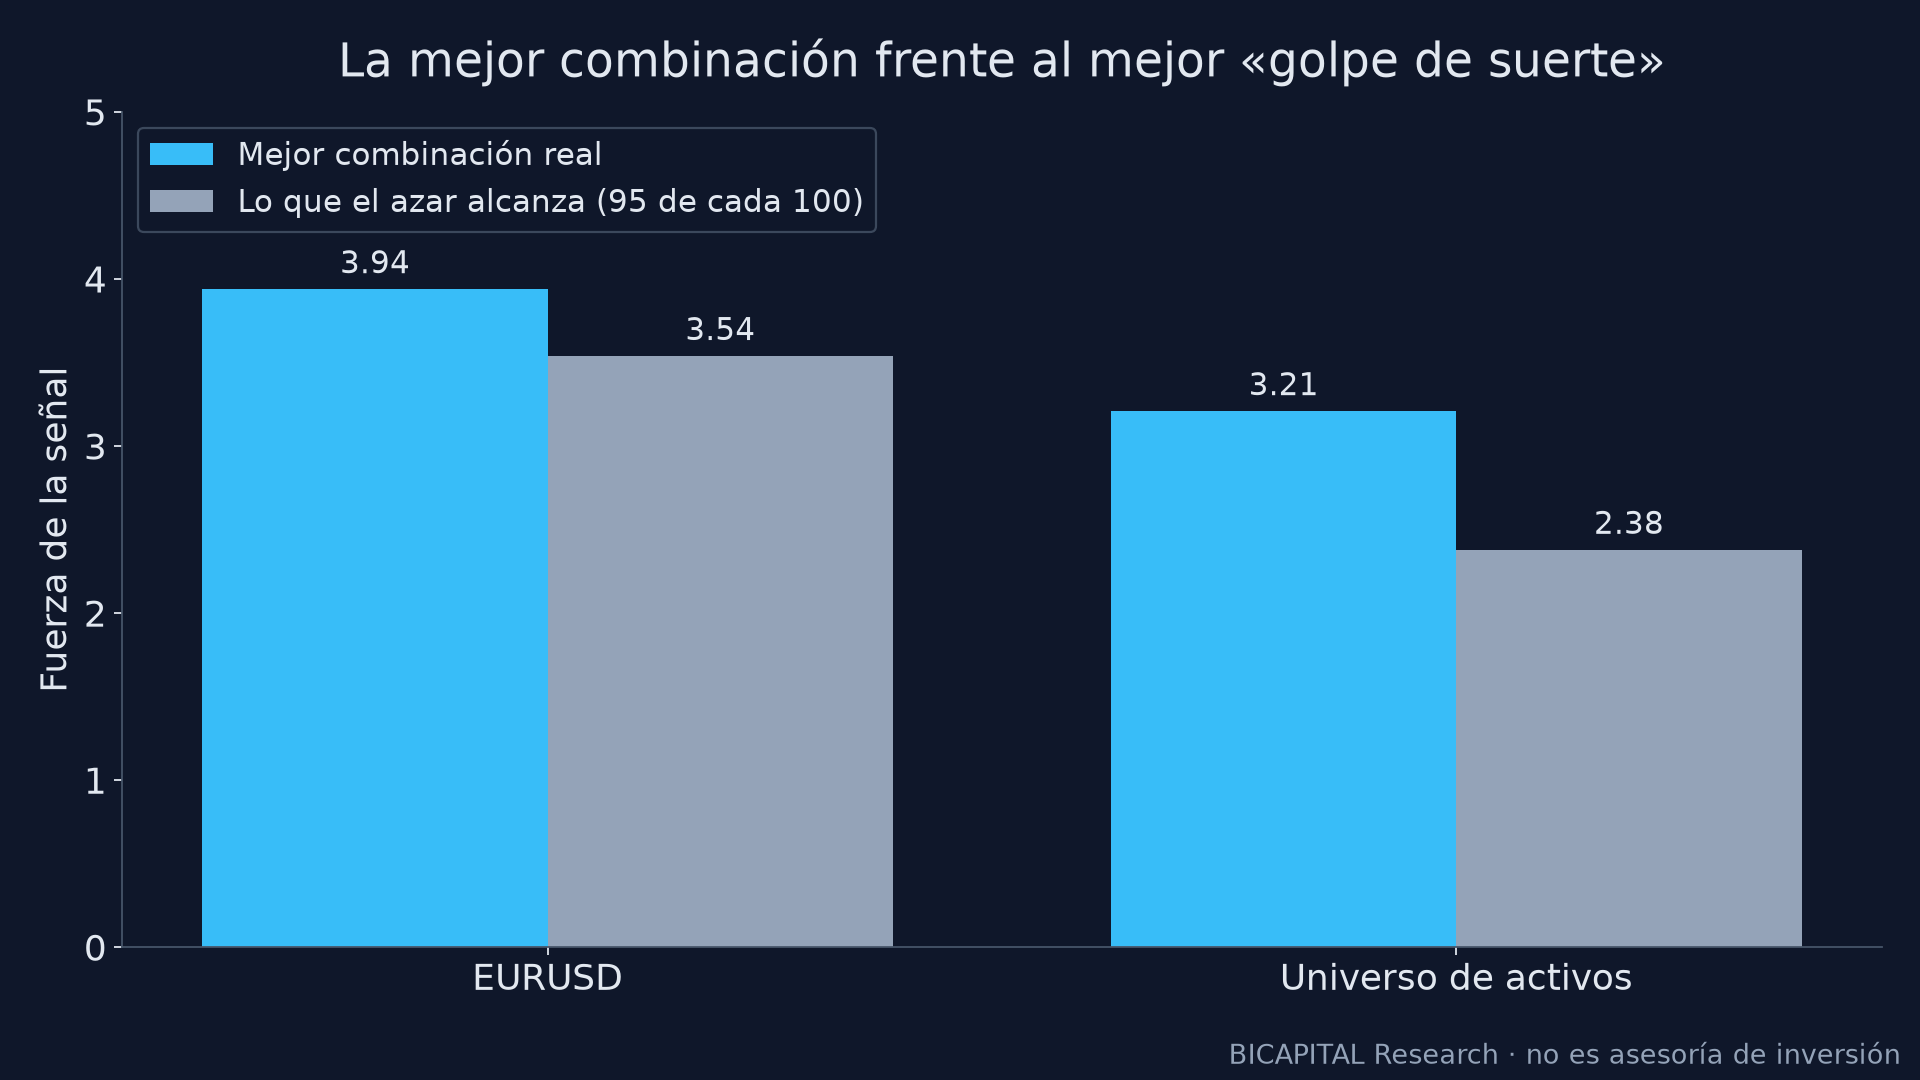 La mejor combinación frente al mejor «golpe de suerte»
Mejor combinación real
Lo que el azar alcanza (95 de cada 100)
Fuerza de la señal
5
4
3
2
1
0
3.94
3.54
3.21
2.38
EURUSD
Universo de activos
BICAPITAL Research · no es asesoría de inversión